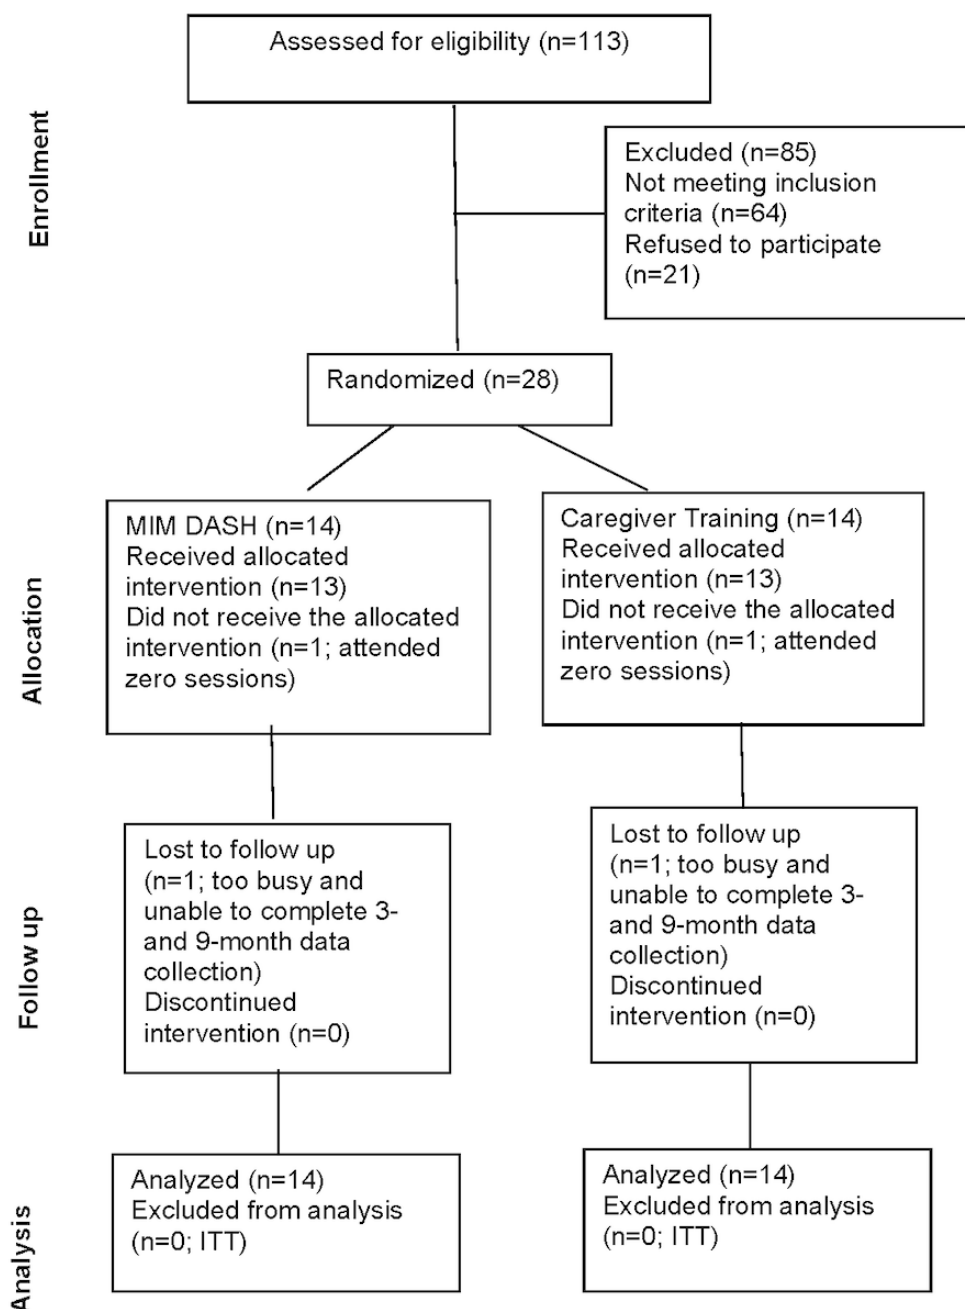 Assessed for eligibility (n=113)
Enrollment
Excluded (n=85)
Not meeting inclusion
criteria (n=64)
Refused to participate
(n=21)
Randomized (n=28)
Allocation
MIM DASH (n=14)
Received allocated
intervention (n=13)
Did not receive the allocated
intervention (n=1; attended
zero sessions)
Caregiver Training (n=14)
Received allocated
intervention (n=13)
Did not receive the allocated
intervention (n=1; attended
zero sessions)
Follow up
Lost to follow up
(n=1; too busy and
unable to complete 3-
and 9-month data
collection)
Discontinued
intervention (n=0)
Lost to follow up
(n=1; too busy and
unable to complete 3-
and 9-month data
collection)
Discontinued
intervention (n=0)
Analysis
Analyzed (n=14)
Excluded from analysis
(n=0; ITT)
Analyzed (n=14)
Excluded from analysis
(n=0; ITT)